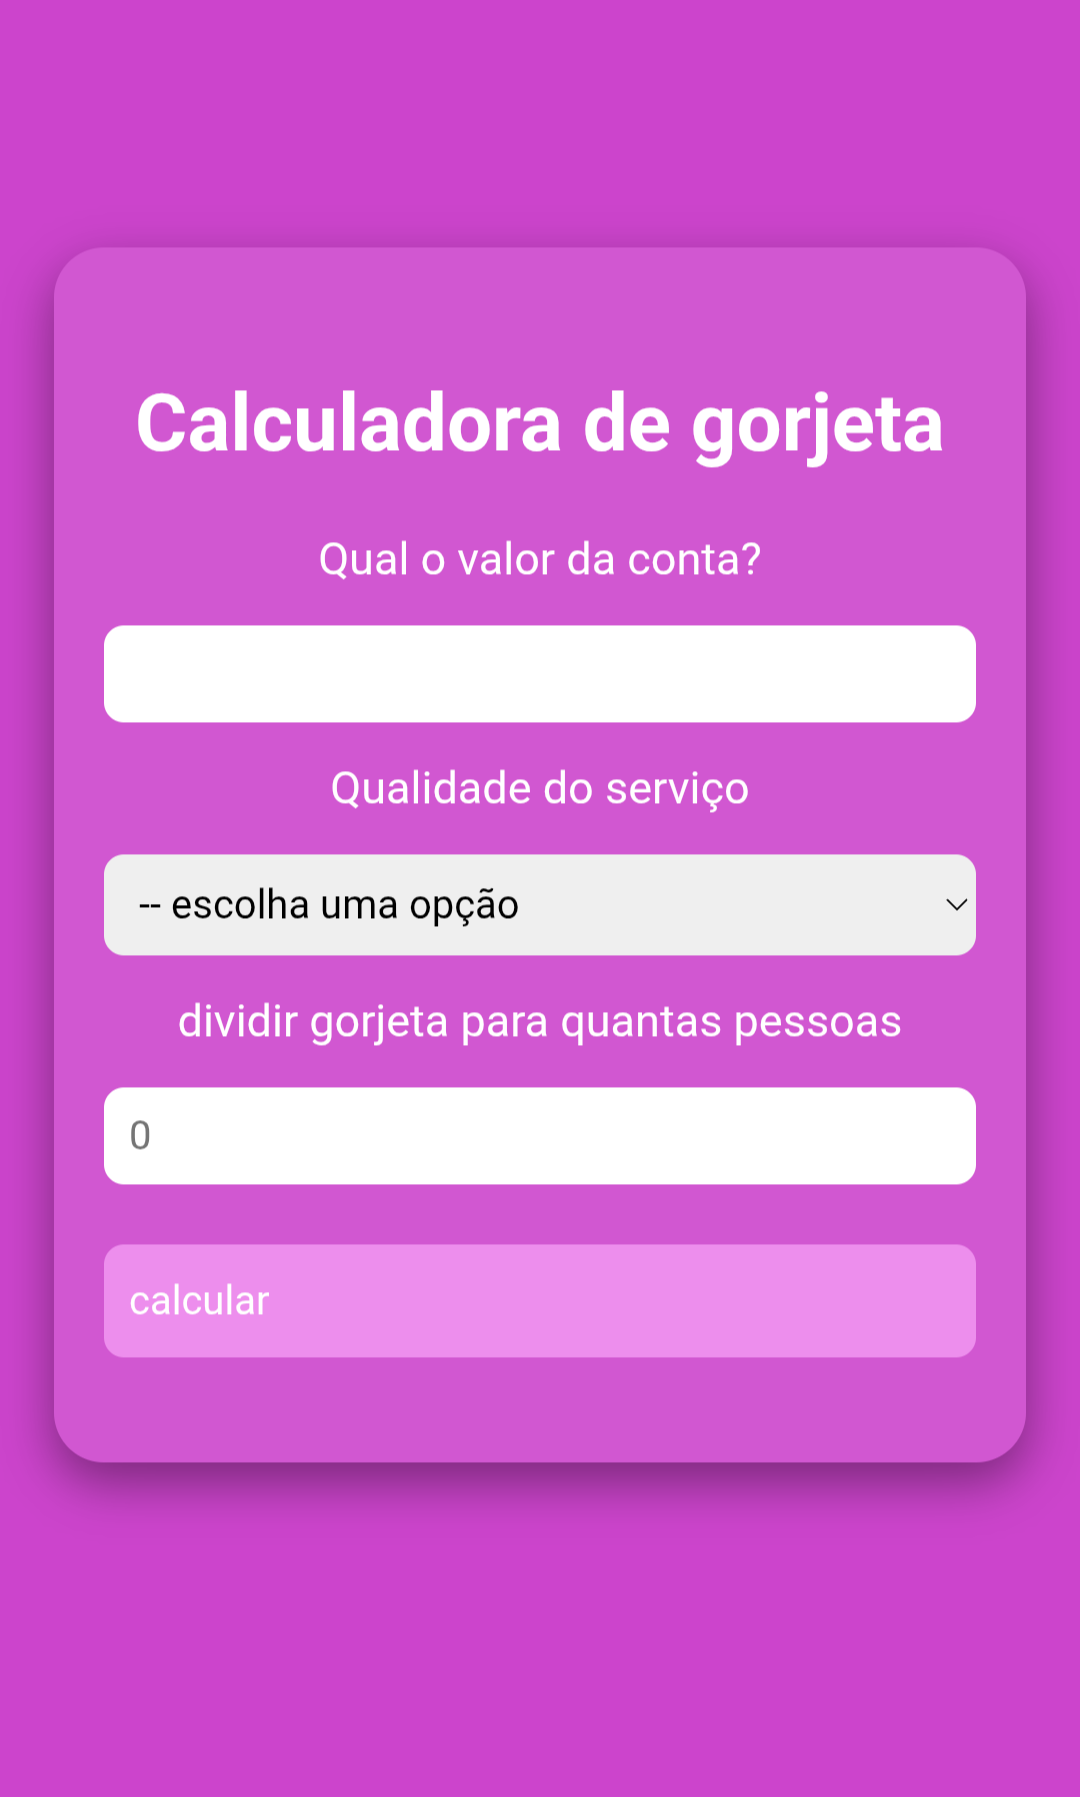 Calculadora de gorjeta
Qual o valor da conta?
Qualidade do serviço
-- escolha uma opção
dividir gorjeta para quantas pessoas
0
calcular